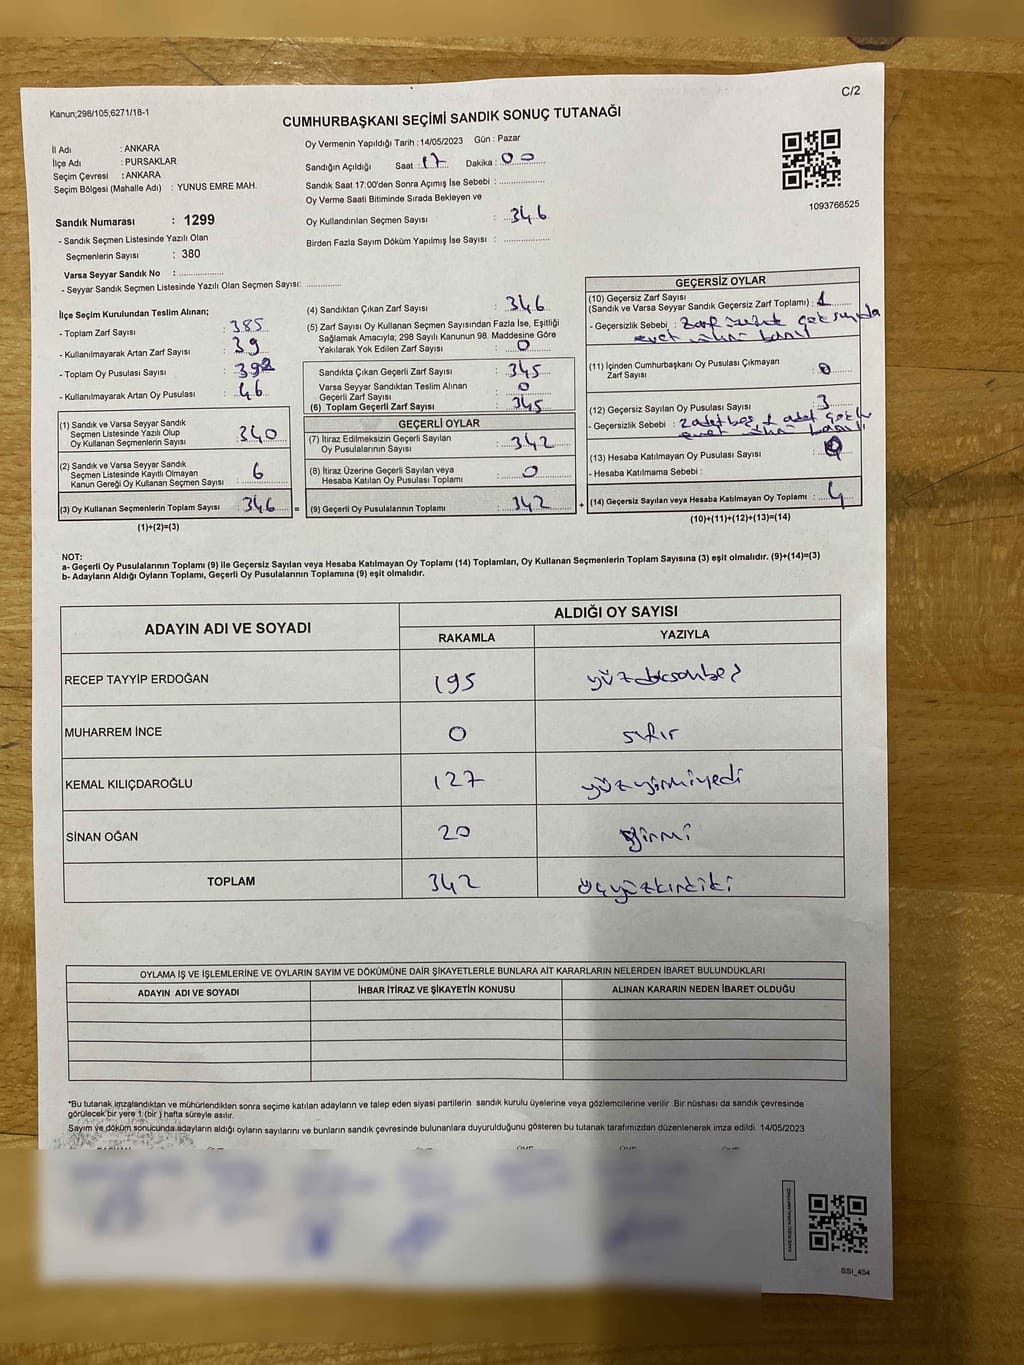 Kanun;298/105;6271/18-1
C/2
CUMHURBAŞKANI SEÇİMİ SANDIK SONUÇ TUTANAĞI
İl Adı : ANKARA
İlçe Adı : PURSAKLAR
Seçim Çevresi : ANKARA
Seçim Bölgesi (Mahalle Adı) : YUNUS EMRE MAH.
Sandık Numarası : 1299
- Sandık Seçmen Listesinde Yazılı Olan
Seçmenlerin Sayısı : 380
Varsa Seyyar Sandık No : ....................
- Seyyar Sandık Seçmen Listesinde Yazılı Olan Seçmen Sayısı: ...............
Oy Vermenin Yapıldığı Tarih : 14/05/2023 Gün : Pazar
Sandığın Açıldığı Saat : 17 Dakika : 00
Sandık Saat 17:00'den Sonra Açımış İse Sebebi : ....................
Oy Verme Saati Bitiminde Sırada Bekleyen ve
Oy Kullandırılan Seçmen Sayısı : 346
Birden Fazla Sayım Döküm Yapılmış İse Sayısı : ....................
1093766525
İlçe Seçim Kurulundan Teslim Alınan;
- Toplam Zarf Sayısı : 385
- Kullanılmayarak Artan Zarf Sayısı : 39
- Toplam Oy Pusulası Sayısı : 392
- Kullanılmayarak Artan Oy Pusulası : 46
(1) Sandık ve Varsa Seyyar Sandık
Seçmen Listesinde Yazılı Olup
Oy Kullanan Seçmenlerin Sayısı : 340
(2) Sandık ve Varsa Seyyar Sandık
Seçmen Listesinde Kayıtlı Olmayan
Kanun Gereği Oy Kullanan Seçmen Sayısı : 6
(3) Oy Kullanan Seçmenlerin Toplam Sayısı : 346 =
(1)+(2)=(3)
(4) Sandıktan Çıkan Zarf Sayısı : 346
(5) Zarf Sayısı Oy Kullanan Seçmen Sayısından Fazla İse, Eşitliği
Sağlamak Amacıyla; 298 Sayılı Kanunun 98. Maddesine Göre
Yakılarak Yok Edilen Zarf Sayısı : 0
Sandıkta Çıkan Geçerli Zarf Sayısı : 345
Varsa Seyyar Sandıktan Teslim Alınan
Geçerli Zarf Sayısı : 0
(6) Toplam Geçerli Zarf Sayısı : 345
GEÇERLİ OYLAR
(7) İtiraz Edilmeksizin Geçerli Sayılan
Oy Pusulalarının Sayısı : 342
(8) İtiraz Üzerine Geçerli Sayılan veya
Hesaba Katılan Oy Pusulası Toplamı : 0
(9) Geçerli Oy Pusulalarının Toplamı : 342 +
GEÇERSİZ OYLAR
(10) Geçersiz Zarf Sayısı
(Sandık ve Varsa Seyyar Sandık Geçersiz Zarf Toplamı) : 1
- Geçersizlik Sebebi : Zarf
evet
(11) İçinden Cumhurbaşkanı Oy Pusulası Çıkmayan
Zarf Sayısı : 0
(12) Geçersiz Sayılan Oy Pusulası Sayısı : 3
- Geçersizlik Sebebi : 2 adet boş 1 adet
evet
(13) Hesaba Katılmayan Oy Pusulası Sayısı
- Hesaba Katılmama Sebebi :
(14) Geçersiz Sayılan veya Hesaba Katılmayan Oy Toplamı : 4
(10)+(11)+(12)+(13)=(14)
NOT:
a- Geçerli Oy Pusulalarının Toplamı (9) ile Geçersiz Sayılan veya Hesaba Katılmayan Oy Toplamı (14) Toplamları, Oy Kullanan Seçmenlerin Toplam Sayısına (3) eşit olmalıdır. (9)+(14)=(3)
b- Adayların Aldığı Oyların Toplamı, Geçerli Oy Pusulalarının Toplamına (9) eşit olmalıdır.
ADAYIN ADI VE SOYADI
ALDIĞI OY SAYISI
RAKAMLA YAZIYLA
RECEP TAYYİP ERDOĞAN 195 yüzdoksanbeş
MUHARREM İNCE 0 sıfır
KEMAL KILIÇDAROĞLU 127 yüzyirmiyedi
SİNAN OĞAN 20 yirmi
TOPLAM 342 üçyüzkırkiki
OYLAMA İŞ VE İŞLEMLERİNE VE OYLARIN SAYIM VE DÖKÜMÜNE DAİR ŞİKAYETLERLE BUNLARA AİT KARARLARIN NELERDEN İBARET BULUNDUKLARI
ADAYIN ADI VE SOYADI İHBAR İTİRAZ VE ŞİKAYETİN KONUSU ALINAN KARARIN NEDEN İBARET OLDUĞU
*Bu tutanak imzalandıktan ve mühürlendikten sonra seçime katılan adayların ve talep eden siyasi partilerin sandık kurulu üyelerine veya gözlemcilerine verilir .Bir nüshası da sandık çevresinde
görülecek bir yere 1 (bir ) hafta süreyle asılır.
Sayım ve döküm sonucunda adayların aldığı oyların sayılarını ve bunların sandık çevresinde bulunanlara duyurulduğunu gösteren bu tutanak tarafımızdan düzenlenerek imza edildi. 14/05/2023
SSI_404